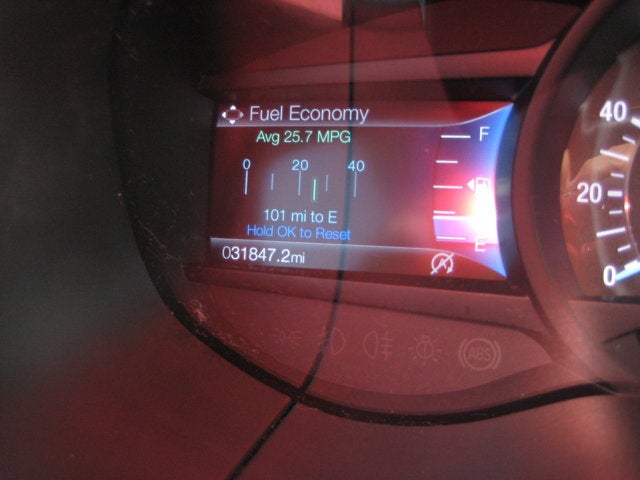 Fuel Economy
Avg 25.7 MPG
0 20 40
101 mi to E
Hold OK to Reset
031847.2mi
F
E
40
20
0
ABS